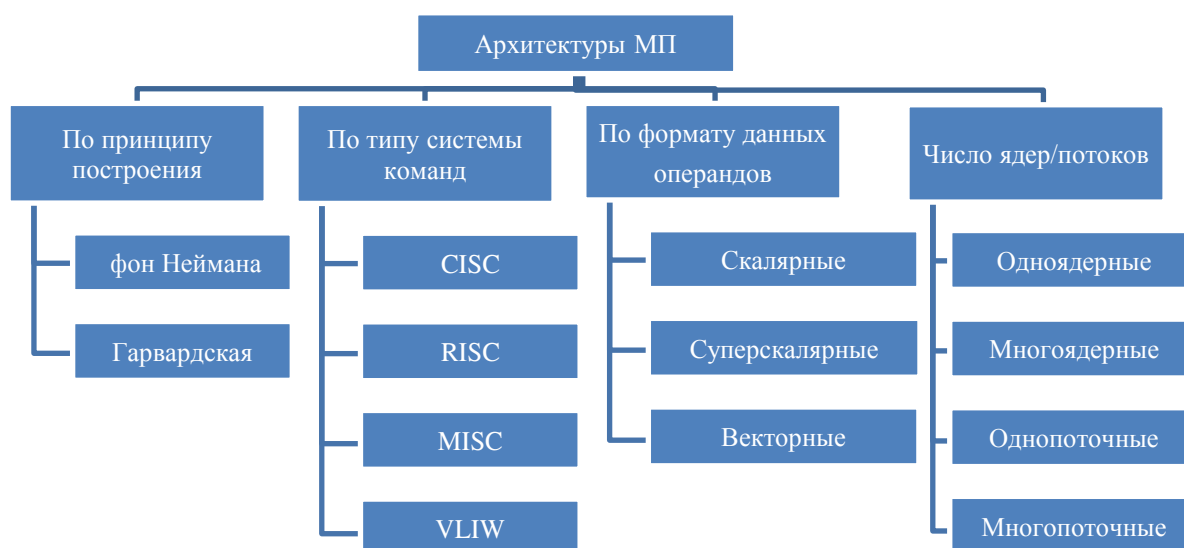 Архитектуры МП
По принципу
построения
фон Неймана
Гарвардская
По типу системы
команд
CISC
RISC
MISC
VLIW
По формату данных
операндов
Скалярные
Суперскалярные
Векторные
Число ядер/потоков
Одноядерные
Многоядерные
Однопоточные
Многопоточные